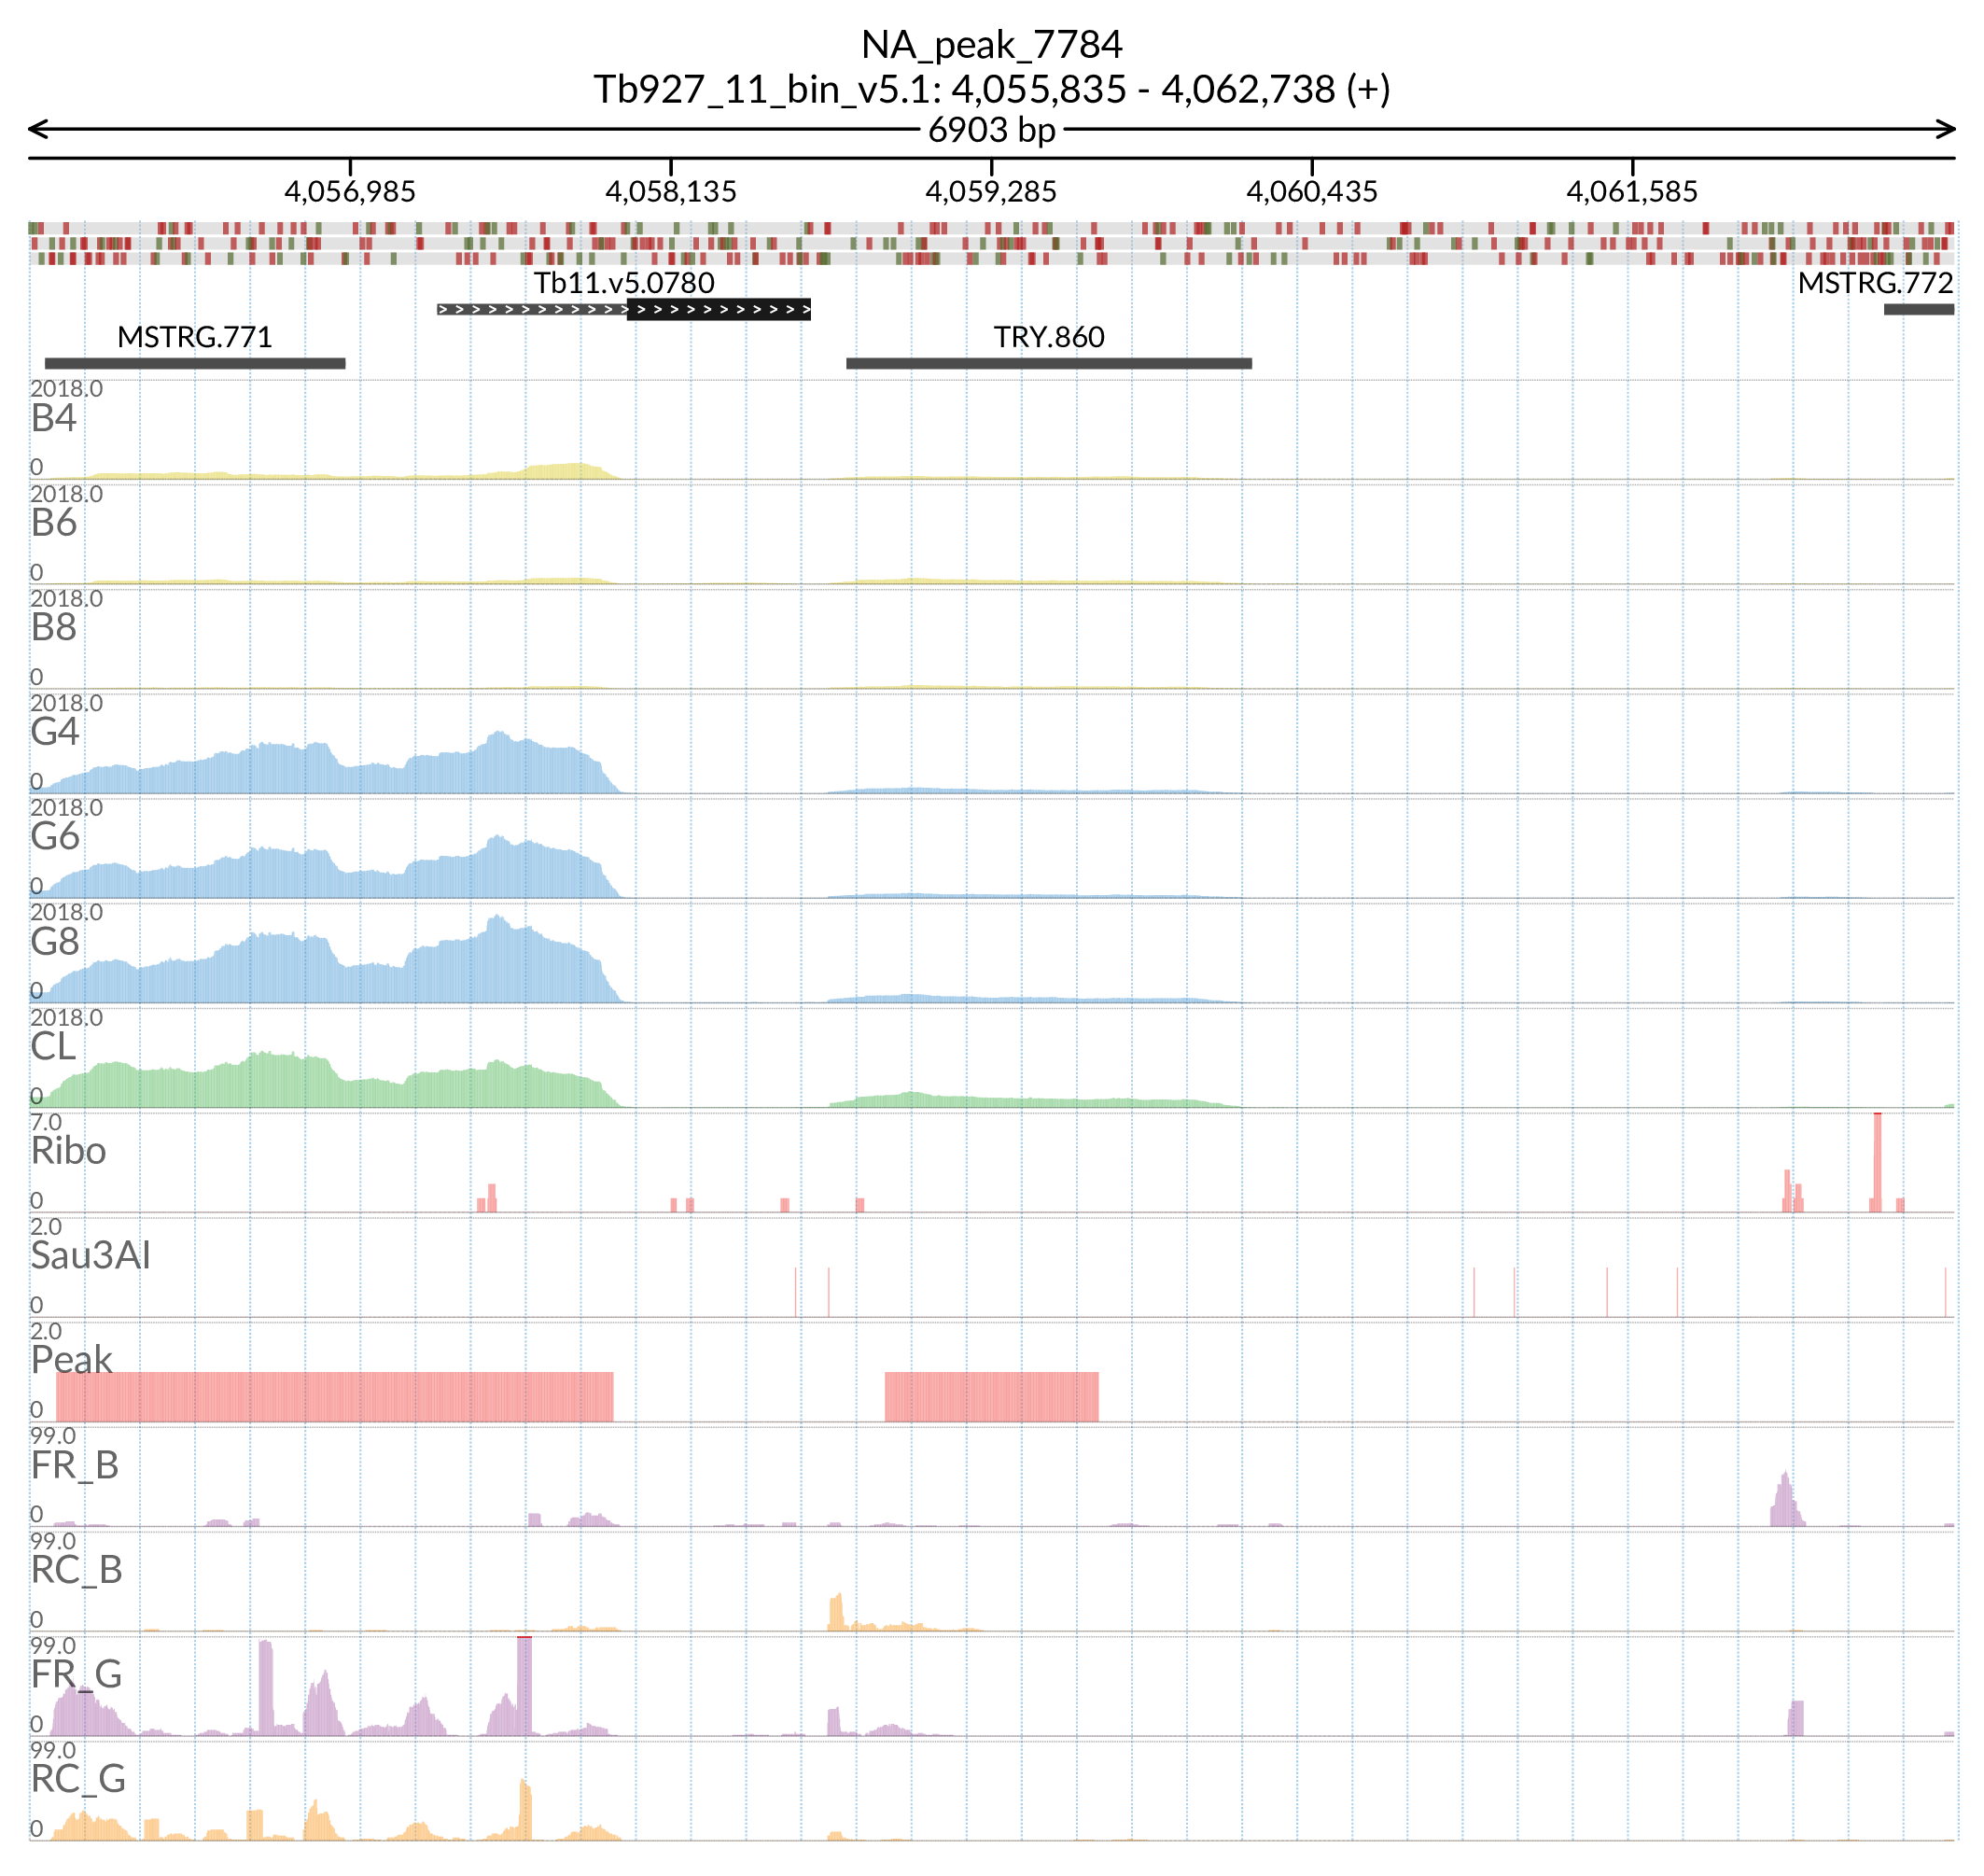 NA_peak_7784
Tb927_11_bin_v5.1: 4,055,835 - 4,062,738 (+)
6903 bp
4,056,985 4,058,135 4,059,285 4,060,435 4,061,585
Tb11.v5.0780 MSTRG.772
MSTRG.771 TRY.860
2018.0
B4
0
2018.0
B6
0
2018.0
B8
0
2018.0
G4
0
2018.0
G6
0
2018.0
G8
0
2018.0
CL
0
7.0
Ribo
0
2.0
Sau3AI
0
2.0
Peak
0
99.0
FR_B
0
99.0
RC_B
0
99.0
FR_G
0
99.0
RC_G
0